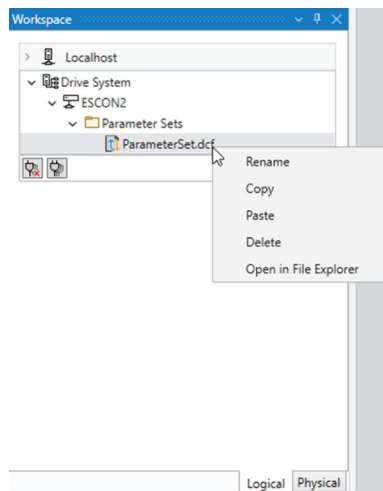 Workspace
Localhost
Drive System
ESCON2
Parameter Sets
ParameterSet.dcf
Rename
Copy
Paste
Delete
Open in File Explorer
Logical Physical